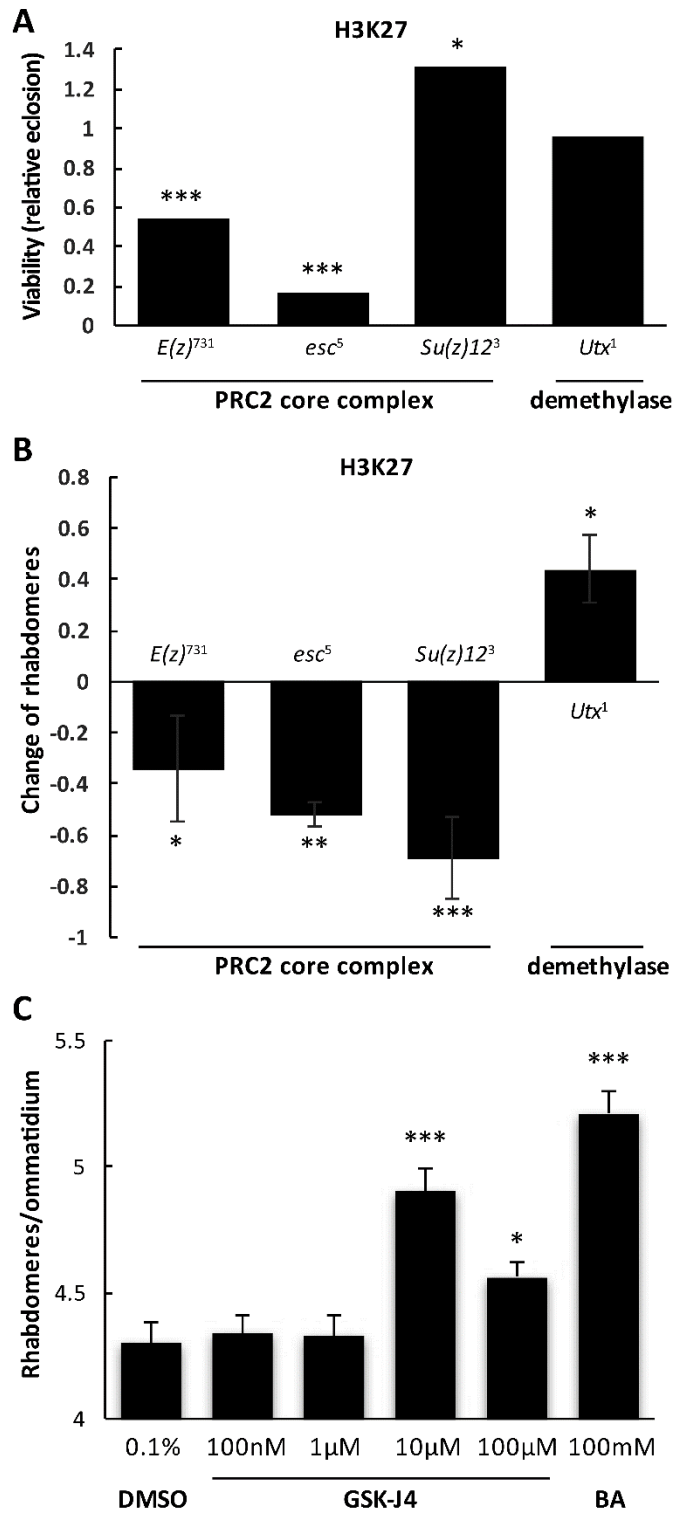 A
H3K27
Viability (relative eclosion)
1.4
1.2
1
0.8
0.6
0.4
0.2
0
***
***
*
E(z)⁷³¹ esc⁵ Su(z)12³ Utx¹
PRC2 core complex demethylase
B
H3K27
Change of rhabdomeres
0.8
0.6
0.4
0.2
0
-0.2
-0.4
-0.6
-0.8
-1
*
E(z)⁷³¹ esc⁵ Su(z)12³
Utx¹
*
**
***
PRC2 core complex demethylase
C
Rhabdomeres/ommatidium
5.5
5
4.5
4
***
*
***
0.1% 100nM 1µM 10µM 100µM 100mM
DMSO GSK-J4 BA